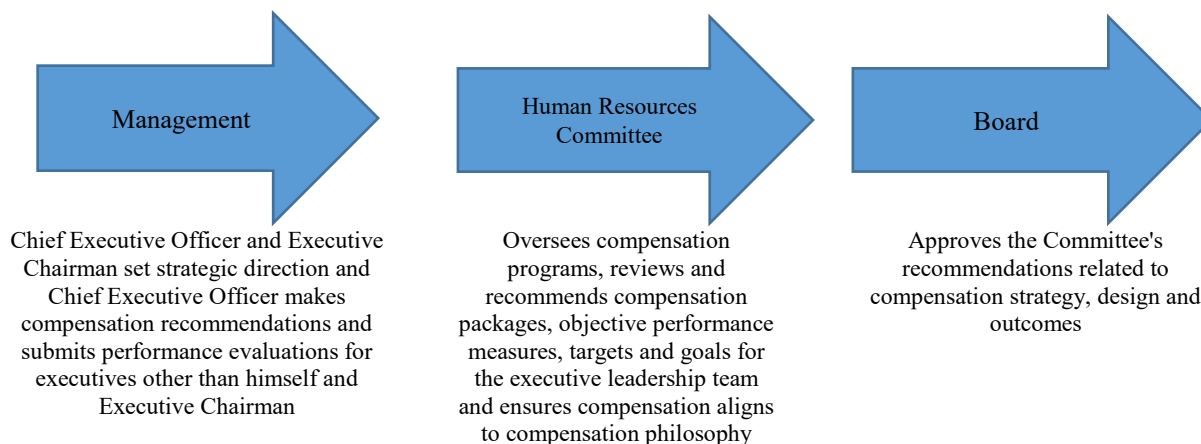 Management
Chief Executive Officer and Executive
Chairman set strategic direction and
Chief Executive Officer makes
compensation recommendations and
submits performance evaluations for
executives other than himself and
Executive Chairman
Human Resources
Committee
Oversees compensation
programs, reviews and
recommends compensation
packages, objective performance
measures, targets and goals for
the executive leadership team
and ensures compensation aligns
to compensation philosophy
Board
Approves the Committee's
recommendations related to
compensation strategy, design and
outcomes